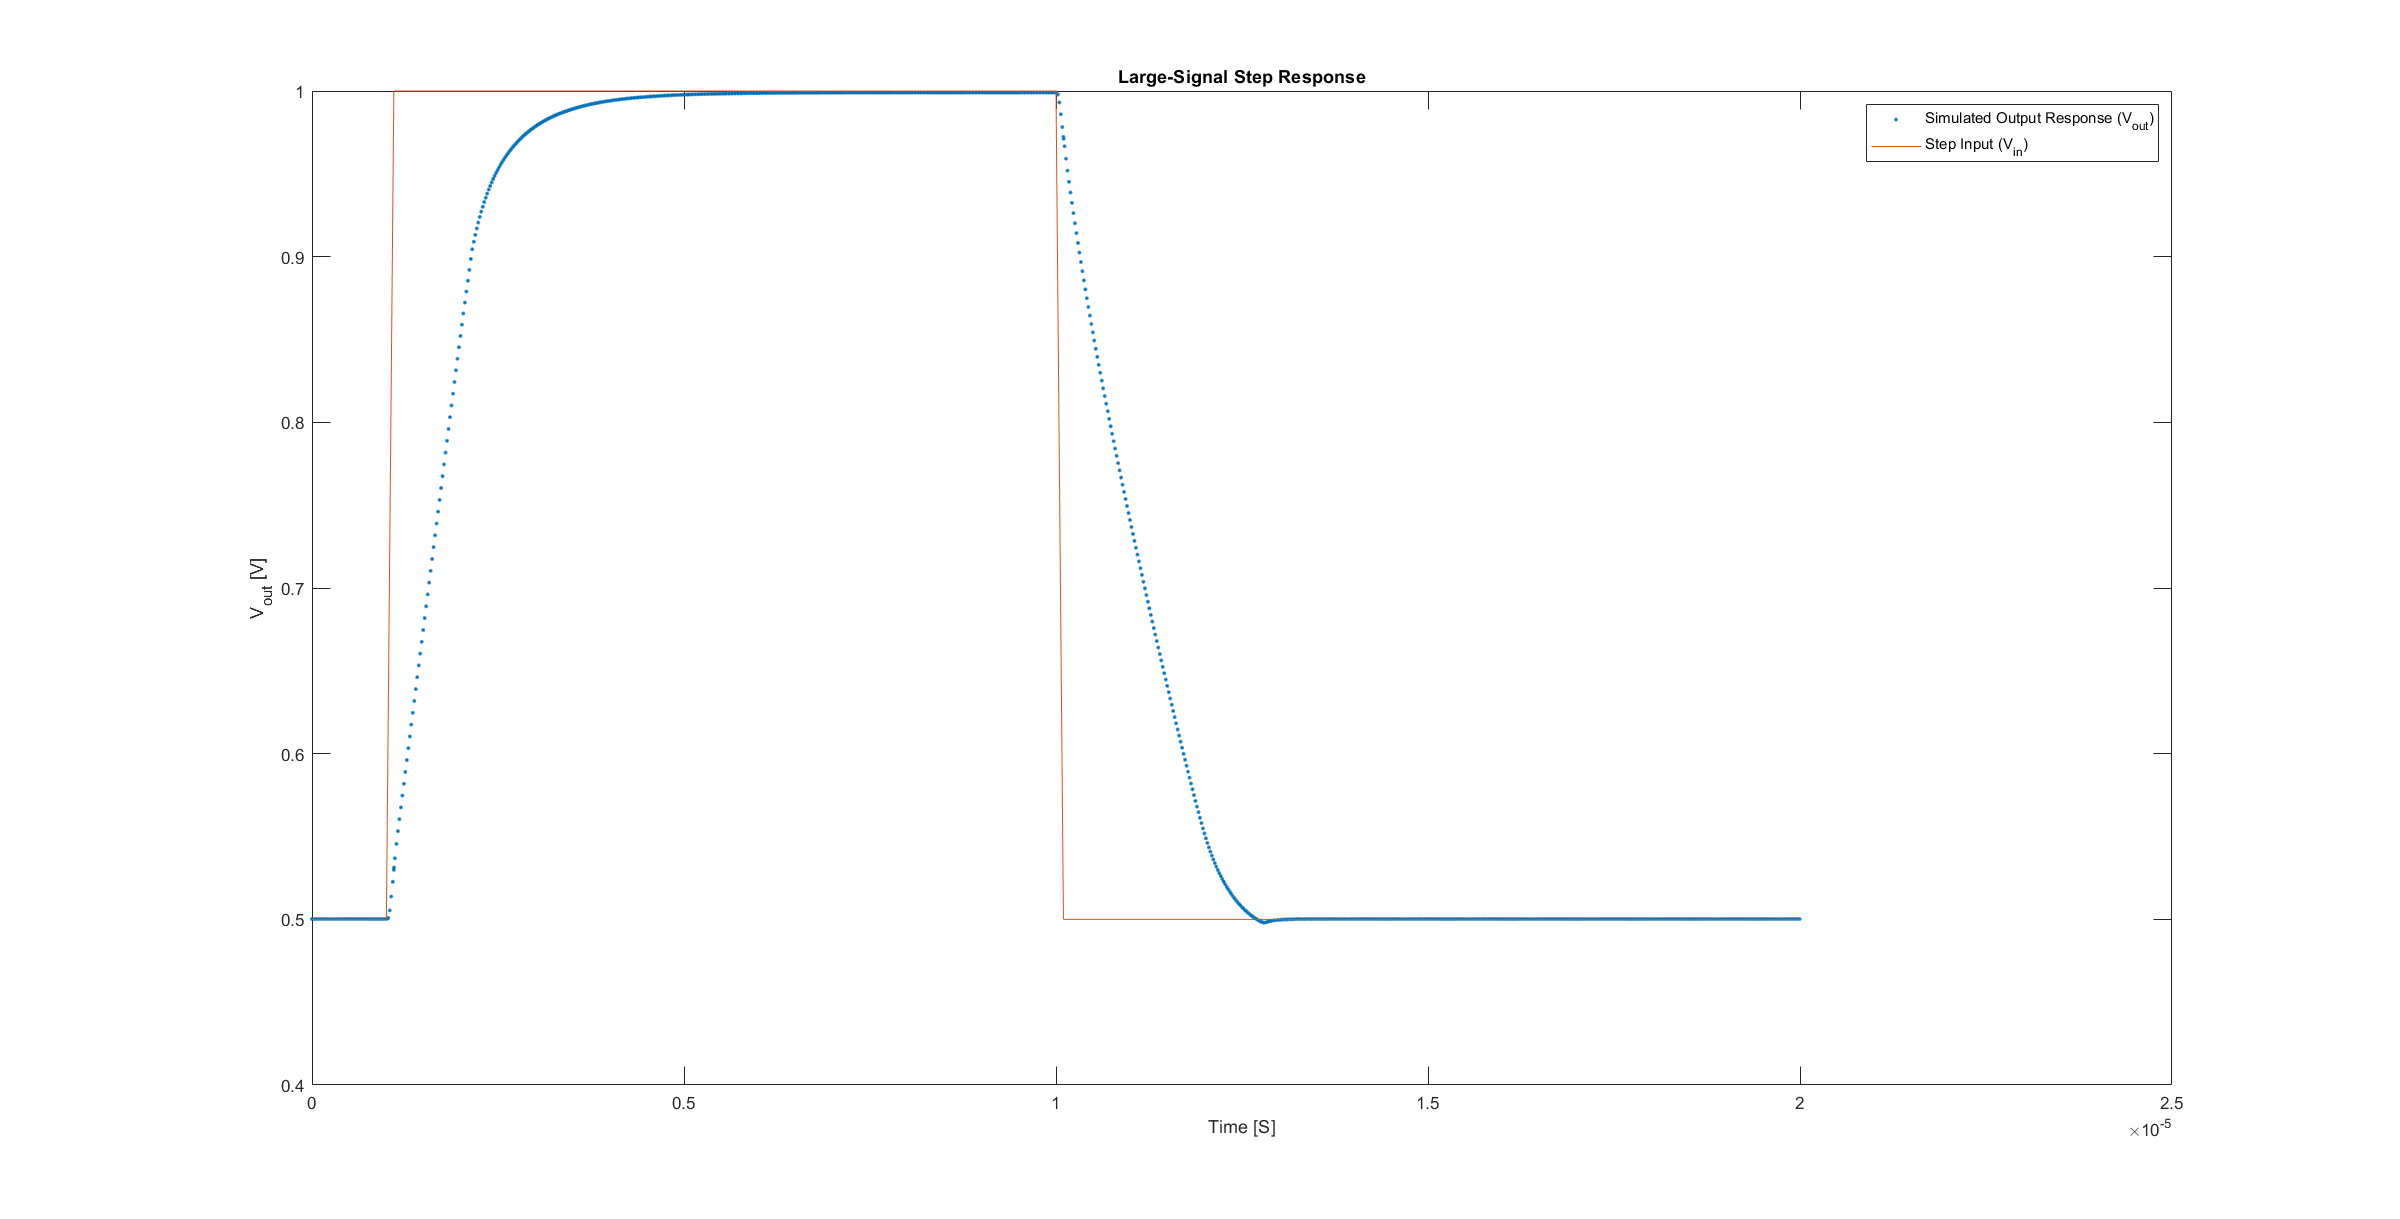 Large-Signal Step Response
Simulated Output Response (Vout)
Step Input (Vin)
1
0.9
0.8
0.7
0.6
0.5
0.4
Vout [V]
0
0.5
1
1.5
2
2.5
×10-5
Time [S]